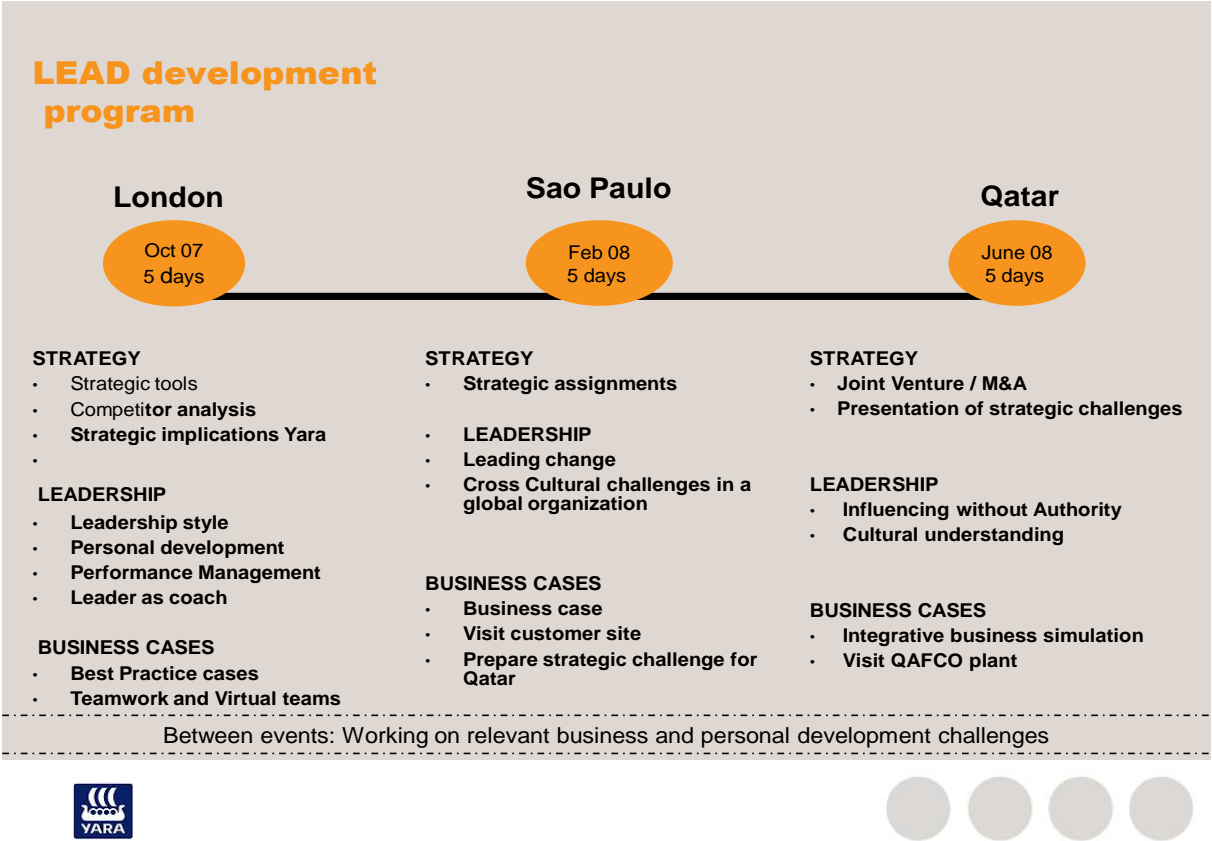 LEAD development
program
London
Oct 07
5 days
Sao Paulo
Feb 08
5 days
Qatar
June 08
5 days
STRATEGY
• Strategic tools
• Competitor analysis
• Strategic implications Yara
•
LEADERSHIP
• Leadership style
• Personal development
• Performance Management
• Leader as coach
BUSINESS CASES
• Best Practice cases
• Teamwork and Virtual teams
STRATEGY
• Strategic assignments
• LEADERSHIP
• Leading change
• Cross Cultural challenges in a
global organization
BUSINESS CASES
• Business case
• Visit customer site
• Prepare strategic challenge for
Qatar
STRATEGY
• Joint Venture / M&A
• Presentation of strategic challenges
LEADERSHIP
• Influencing without Authority
• Cultural understanding
BUSINESS CASES
• Integrative business simulation
• Visit QAFCO plant
Between events: Working on relevant business and personal development challenges
YARA